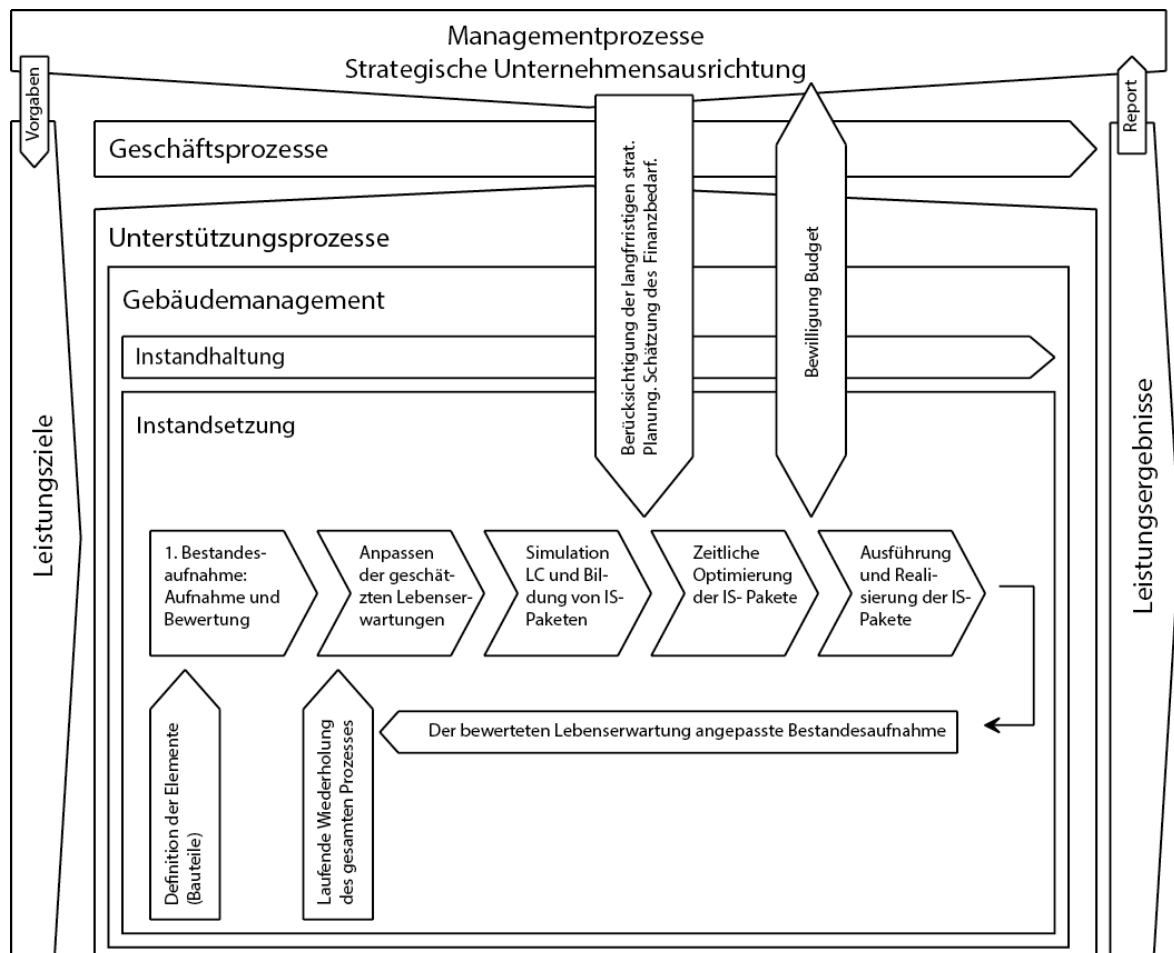 Managementprozesse
Strategische Unternehmensausrichtung
Vorgaben
Report
Geschäftsprozesse
Unterstützungsprozesse
Gebäudemanagement
Instandhaltung
Instandsetzung
Berücksichtigung der langfristigen strat.
Planung. Schätzung des Finanzbedarf.
Bewilligung Budget
Leistungsziele
Leistungsergebnisse
1. Bestandes-
aufnahme:
Aufnahme und
Bewertung
Anpassen
der geschät-
zten Lebenser-
wartungen
Simulation
LC und Bil-
dung von IS-
Paketen
Zeitliche
Optimierung
der IS- Pakete
Ausführung
und Reali-
sierung der IS-
Pakete
Der bewerteten Lebenserwartung angepasste Bestandesaufnahme
Definition der Elemente
(Bauteile)
Laufende Wiederholung
des gesamten Prozesses